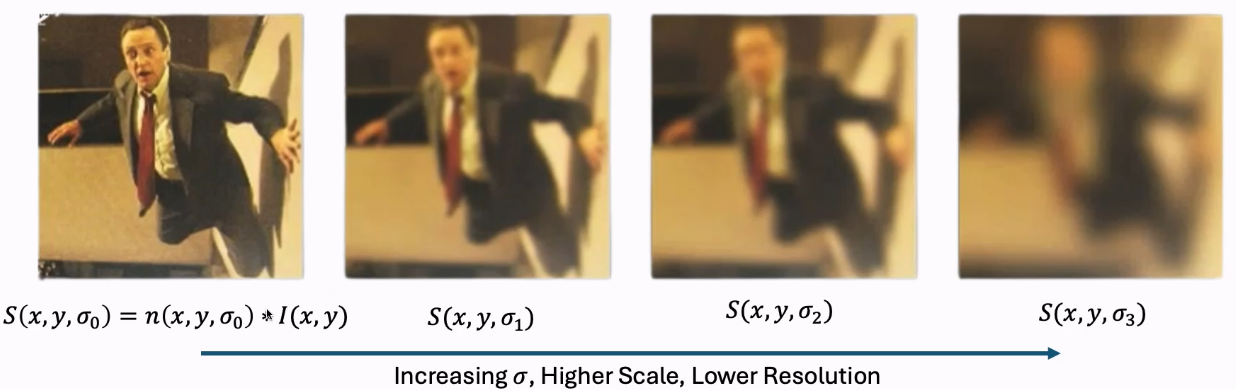 S(x, y, σ₀) = n(x, y, σ₀) * I(x, y)
S(x, y, σ₁)
S(x, y, σ₂)
S(x, y, σ₃)
Increasing σ, Higher Scale, Lower Resolution